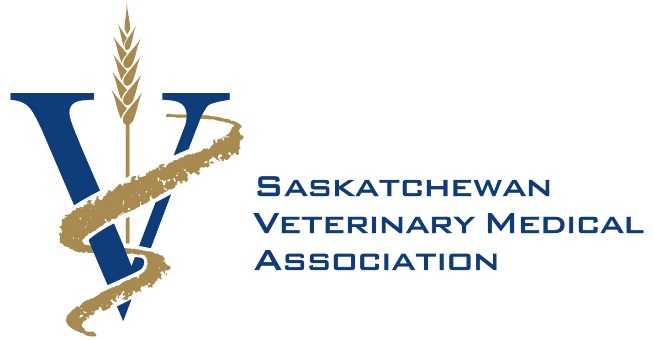 V
SASKATCHEWAN
VETERINARY MEDICAL
ASSOCIATION